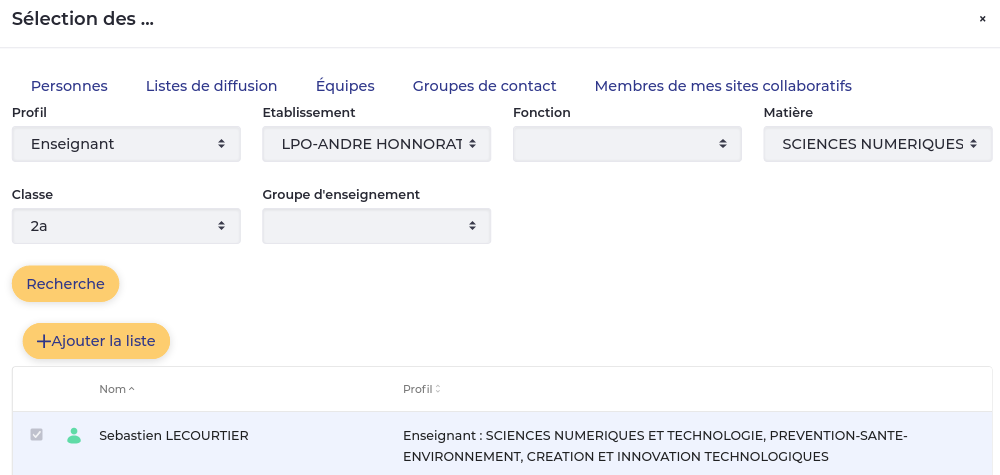 Sélection des ...
×
Personnes Listes de diffusion Équipes Groupes de contact Membres de mes sites collaboratifs
Profil Etablissement Fonction Matière
Enseignant LPO-ANDRE HONNORAT SCIENCES NUMERIQUES
Classe Groupe d'enseignement
2a
Recherche
+Ajouter la liste
Nom Profil
Sebastien LECOURTIER Enseignant : SCIENCES NUMERIQUES ET TECHNOLOGIE, PREVENTION-SANTE-
ENVIRONNEMENT, CREATION ET INNOVATION TECHNOLOGIQUES